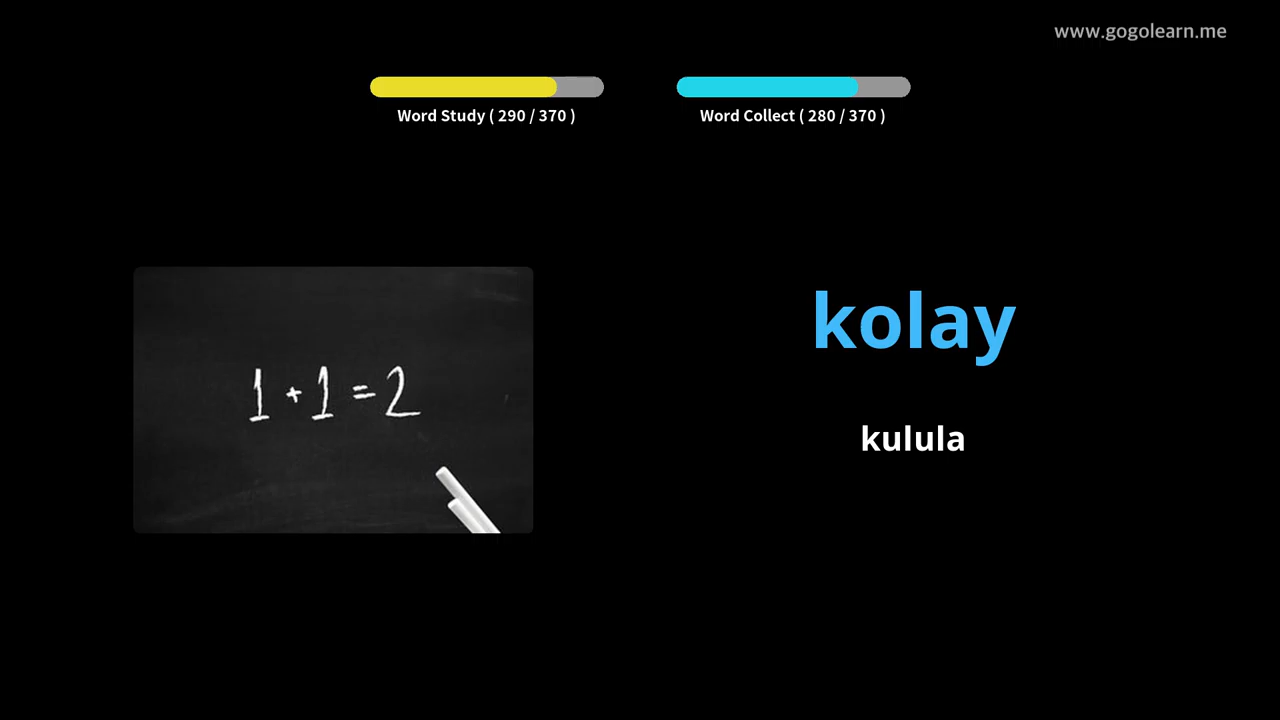 www.gogolearn.me
Word Study ( 290 / 370 )
Word Collect ( 280 / 370 )
1 + 1 = 2
kolay
kulula